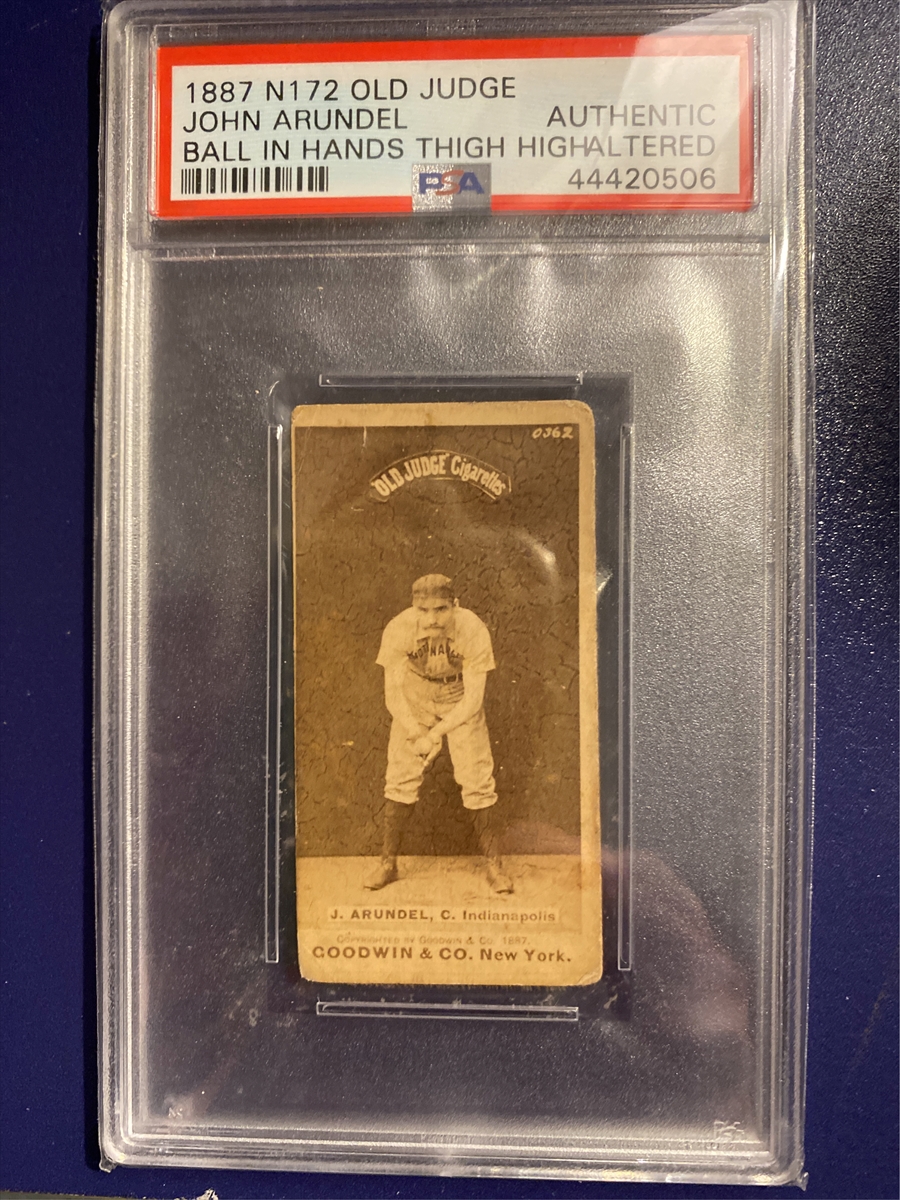 1887 N172 OLD JUDGE
JOHN ARUNDEL AUTHENTIC
BALL IN HANDS THIGH HIGHALTERED
PSA 44420506
0362
OLD JUDGE Cigarettes
J. ARUNDEL, C. Indianapolis
COPYRIGHTED BY GOODWIN & CO. 1887.
GOODWIN & CO. New York.